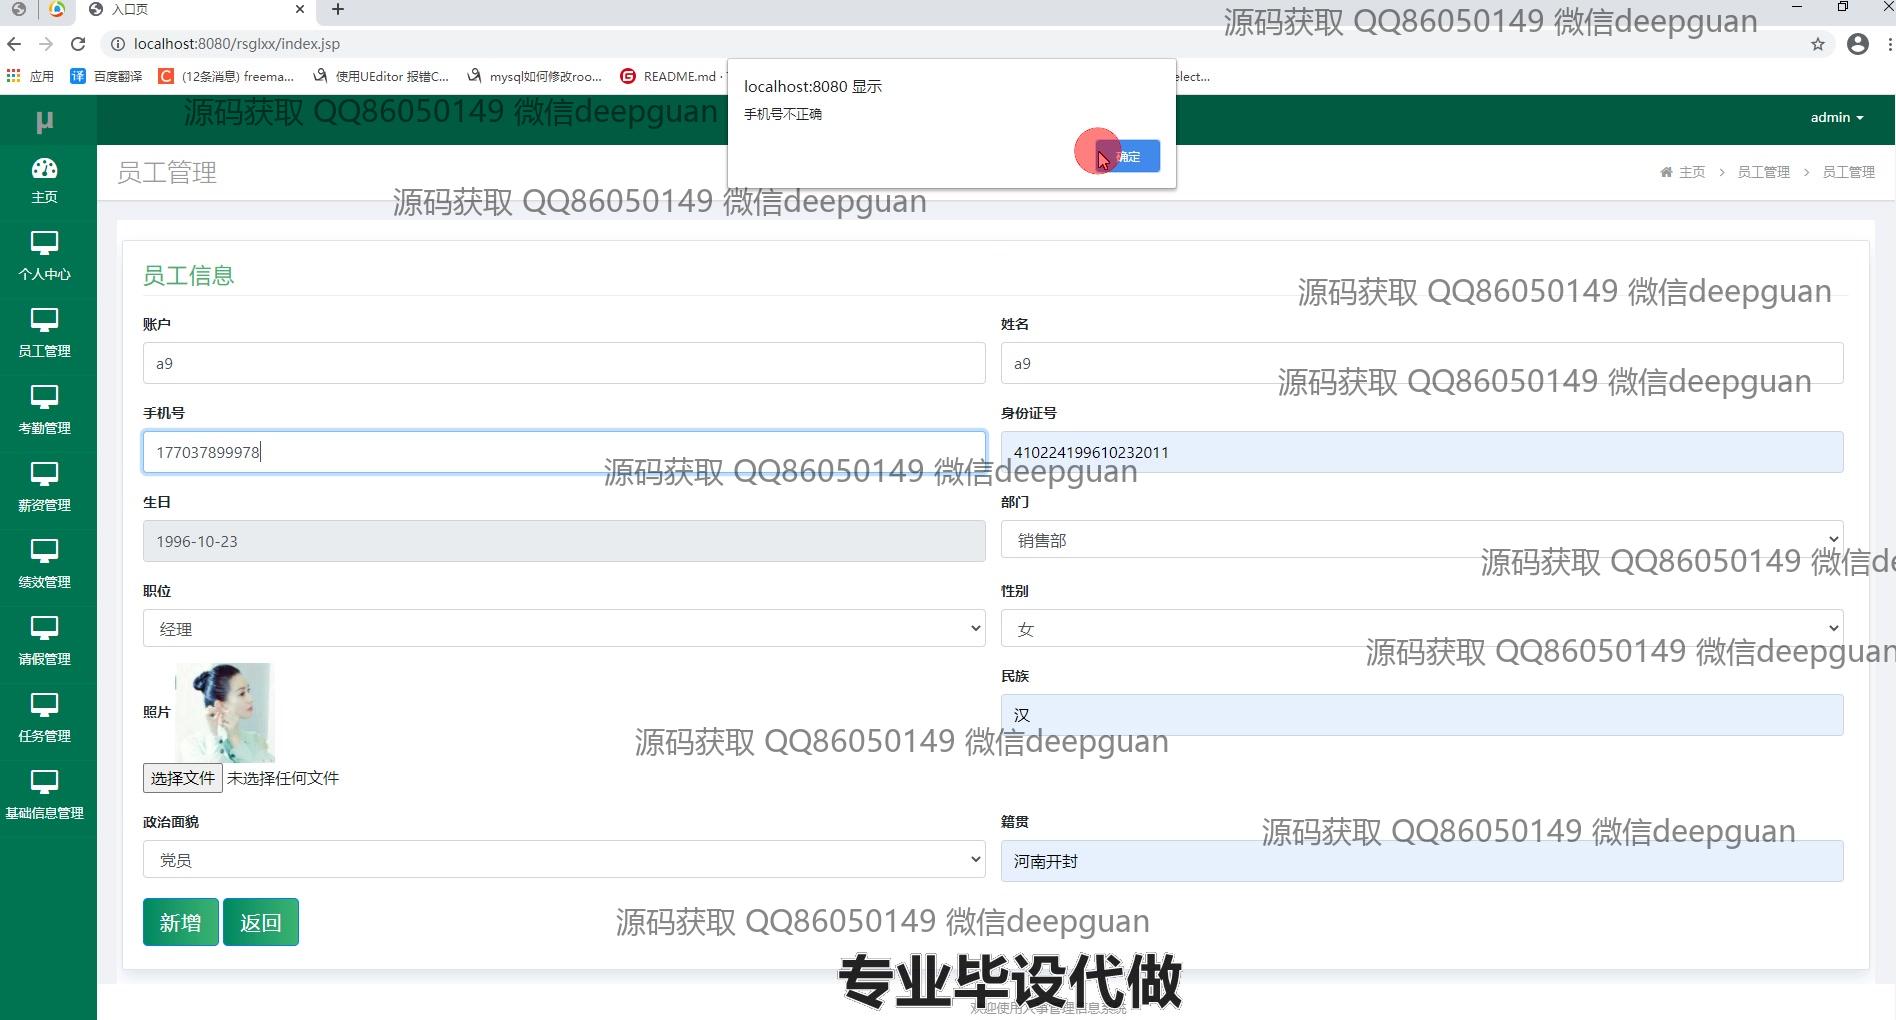 入口页
源码获取 QQ86050149 微信deepguan
localhost:8080/rsglxx/index.jsp
应用
百度翻译
(12条消息) freema...
使用UEditor 报错C...
mysql如何修改roo...
README.md ·
elect...
localhost:8080 显示
手机号不正确
确定
μ
源码获取 QQ86050149 微信deepguan
admin
主页
员工管理
主页 > 员工管理 > 员工管理
源码获取 QQ86050149 微信deepguan
个人中心
员工管理
考勤管理
薪资管理
绩效管理
请假管理
任务管理
基础信息管理
员工信息
源码获取 QQ86050149 微信deepguan
账户
姓名
a9
a9
源码获取 QQ86050149 微信deepguan
手机号
身份证号
177037899978
410224199610232011
源码获取 QQ86050149 微信deepguan
生日
部门
1996-10-23
销售部
源码获取 QQ86050149 微信de
职位
性别
经理
女
源码获取 QQ86050149 微信deepguan
照片
民族
汉
源码获取 QQ86050149 微信deepguan
选择文件 未选择任何文件
政治面貌
籍贯
源码获取 QQ86050149 微信deepguan
党员
河南开封
新增
返回
源码获取 QQ86050149 微信deepguan
专业毕设代做
欢迎使用人事管理信息系统